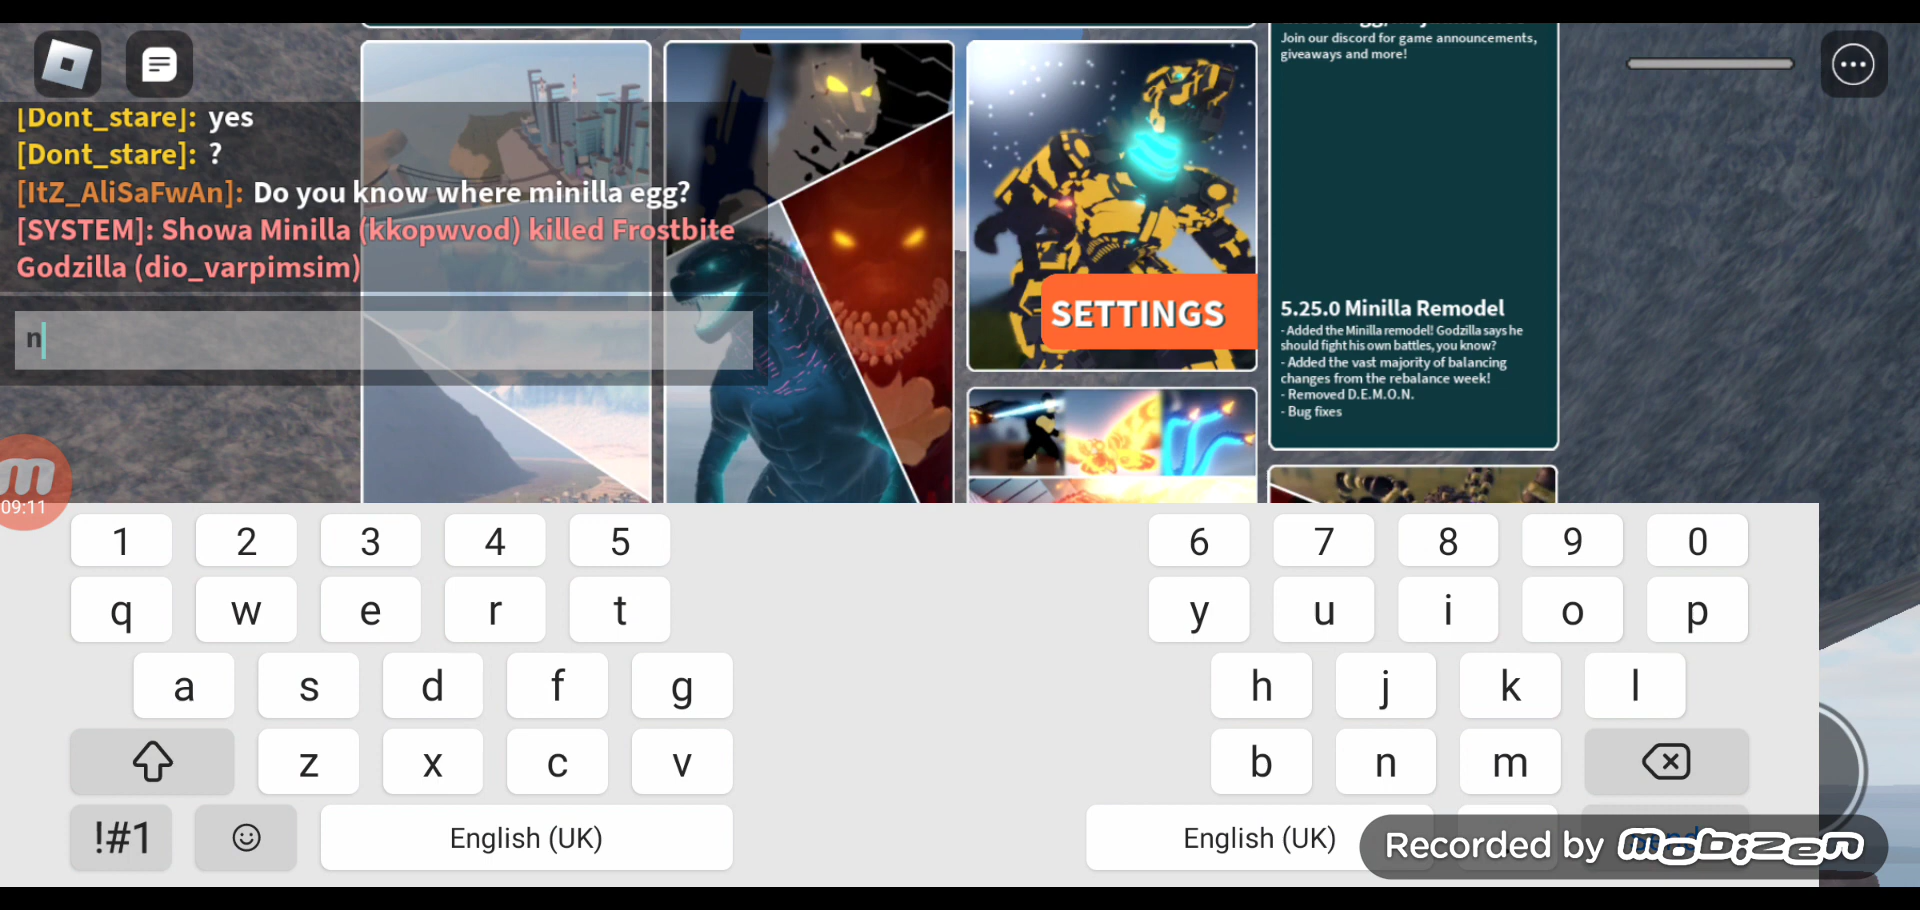 Join our discord for game announcements,
giveaways and more!
[Dont_stare]: yes
[Dont_stare]: ?
[ItZ_AliSaFwAn]: Do you know where minilla egg?
[SYSTEM]: Showa Minilla (kkopwvod) killed Frostbite
Godzilla (dio_varpimsim)
n
SETTINGS
5.25.0 Minilla Remodel
- Added the Minilla remodel! Godzilla says he
should fight his own battles, you know?
- Added the vast majority of balancing
changes from the rebalance week!
- Removed D.E.M.O.N.
- Bug fixes
09:11
1 2 3 4 5 6 7 8 9 0
q w e r t y u i o p
a s d f g h j k l
z x c v b n m
!#1 English (UK) English (UK)
Recorded by mobizen